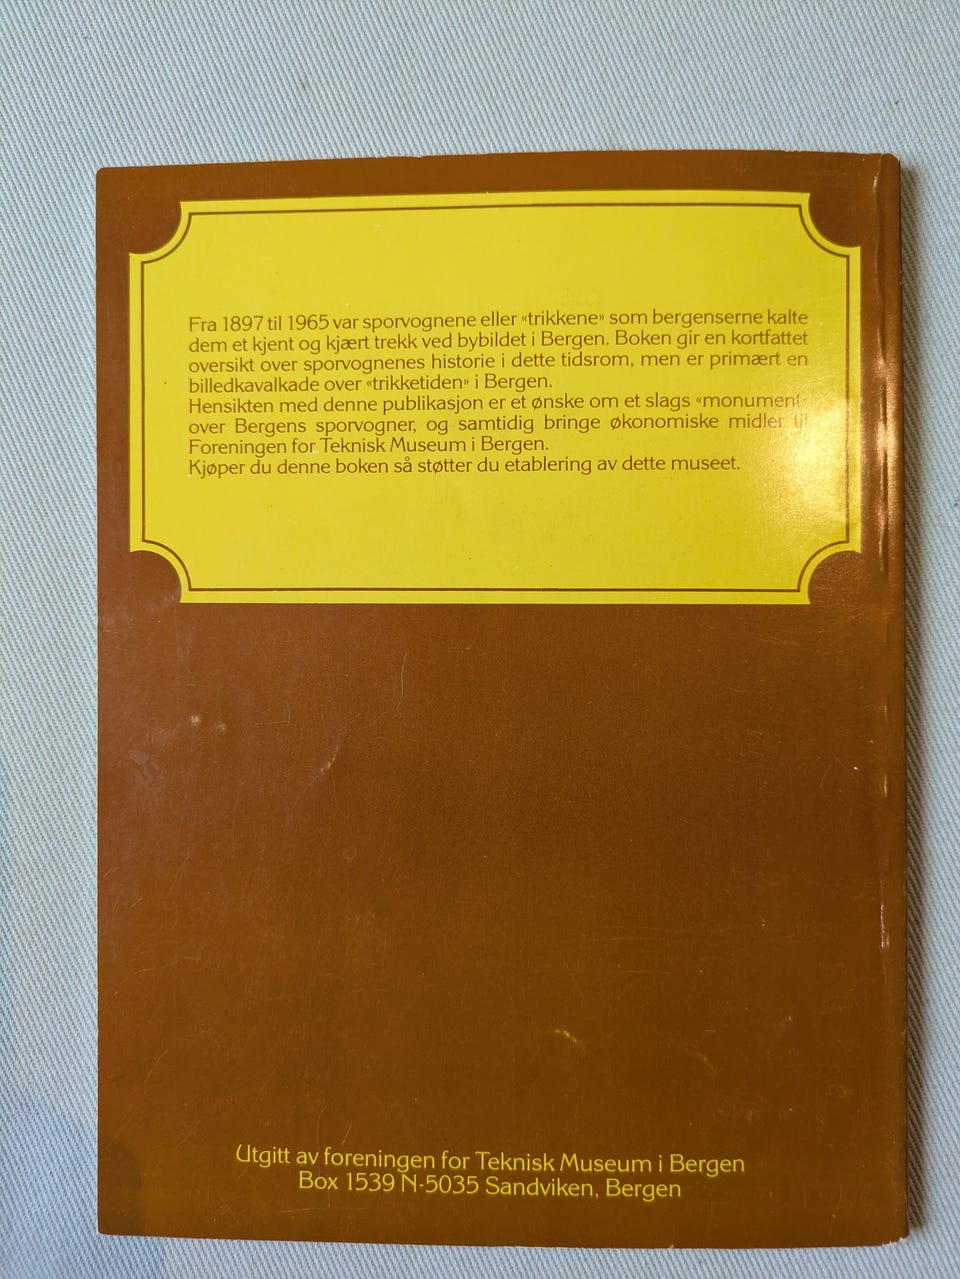 Fra 1897 til 1965 var sporvognene eller «trikkene» som bergenserne kalte
dem et kjent og kjært trekk ved bybildet i Bergen. Boken gir en kortfattet
oversikt over sporvognenes historie i dette tidsrom, men er primært en
billedkavalkade over «trikketiden» i Bergen.
Hensikten med denne publikasjon er et ønske om et slags «monument»
over Bergens sporvogner, og samtidig bringe økonomiske midler til
Foreningen for Teknisk Museum i Bergen.
Kjøper du denne boken så støtter du etablering av dette museet.
Utgitt av foreningen for Teknisk Museum i Bergen
Box 1539 N-5035 Sandviken, Bergen